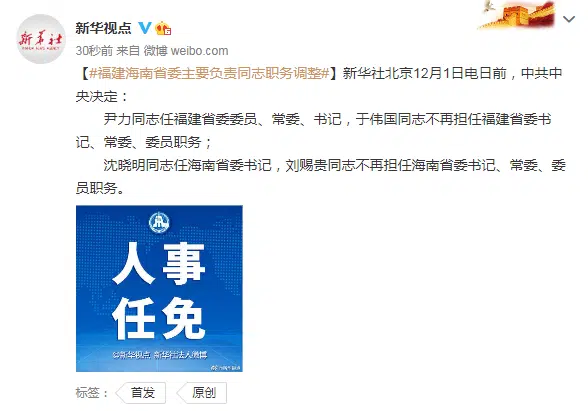 新华社
新华视点
30秒前 来自 微博 weibo.com
【#福建海南省委主要负责同志职务调整#】新华社北京12月1日电日前，中共中
央决定：
尹力同志任福建省委委员、常委、书记，于伟国同志不再担任福建省委书
记、常委、委员职务；
沈晓明同志任海南省委书记，刘赐贵同志不再担任海南省委书记、常委、委
员职务。
人事
任免
@新华视点 新华社法人微博
标签：
首发
原创